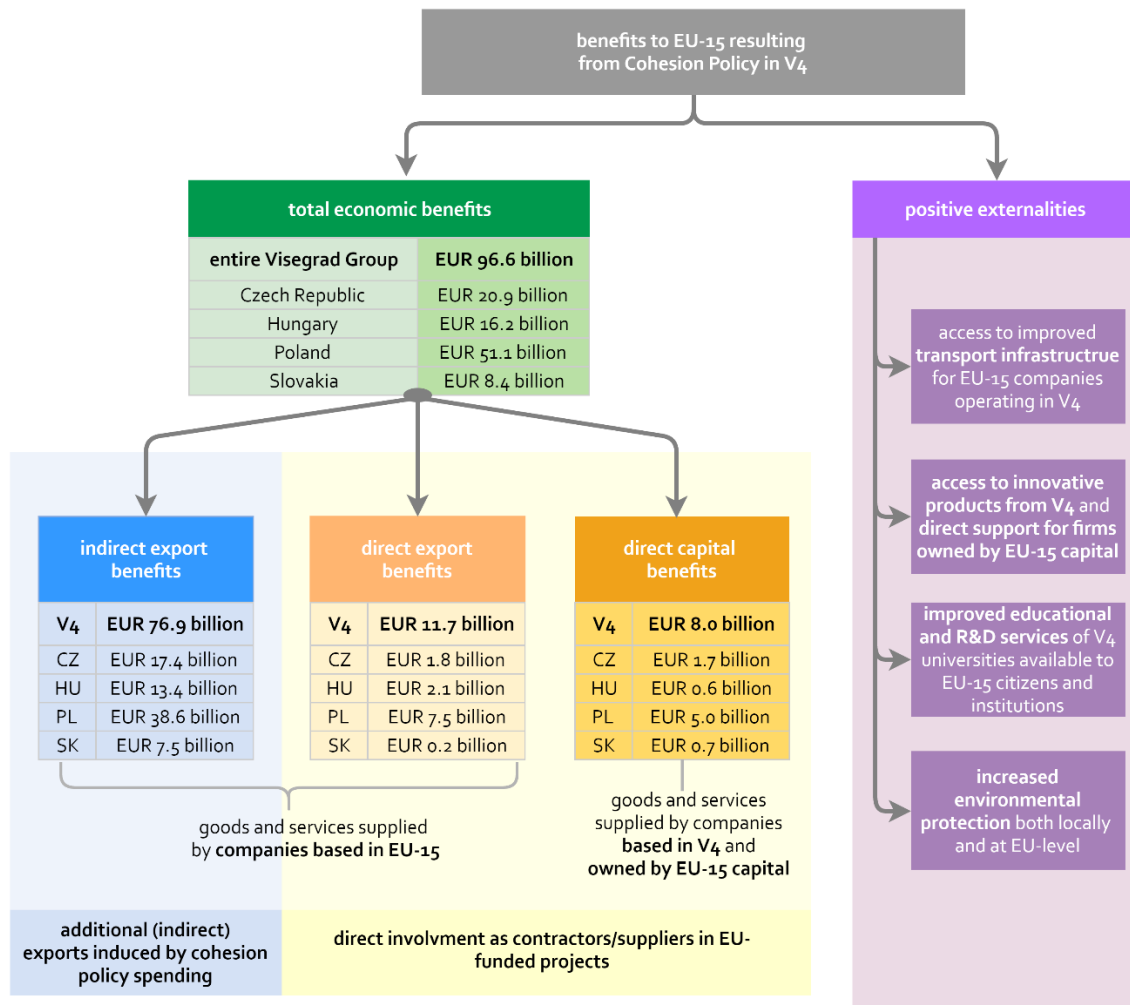 benefits to EU-15 resulting
from Cohesion Policy in V4
total economic benefits
entire Visegrad Group EUR 96.6 billion
Czech Republic EUR 20.9 billion
Hungary EUR 16.2 billion
Poland EUR 51.1 billion
Slovakia EUR 8.4 billion
positive externalities
access to improved
transport infrastructrue
for EU-15 companies
operating in V4
access to innovative
products from V4 and
direct support for firms
owned by EU-15 capital
improved educational
and R&D services of V4
universities available to
EU-15 citizens and
institutions
increased
environmental
protection both locally
and at EU-level
indirect export
benefits
V4 EUR 76.9 billion
CZ EUR 17.4 billion
HU EUR 13.4 billion
PL EUR 38.6 billion
SK EUR 7.5 billion
direct export
benefits
V4 EUR 11.7 billion
CZ EUR 1.8 billion
HU EUR 2.1 billion
PL EUR 7.5 billion
SK EUR 0.2 billion
direct capital
benefits
V4 EUR 8.0 billion
CZ EUR 1.7 billion
HU EUR 0.6 billion
PL EUR 5.0 billion
SK EUR 0.7 billion
goods and services supplied
by companies based in EU-15
goods and services
supplied by companies
based in V4 and
owned by EU-15 capital
additional (indirect)
exports induced by cohesion
policy spending
direct involvment as contractors/suppliers in EU-
funded projects